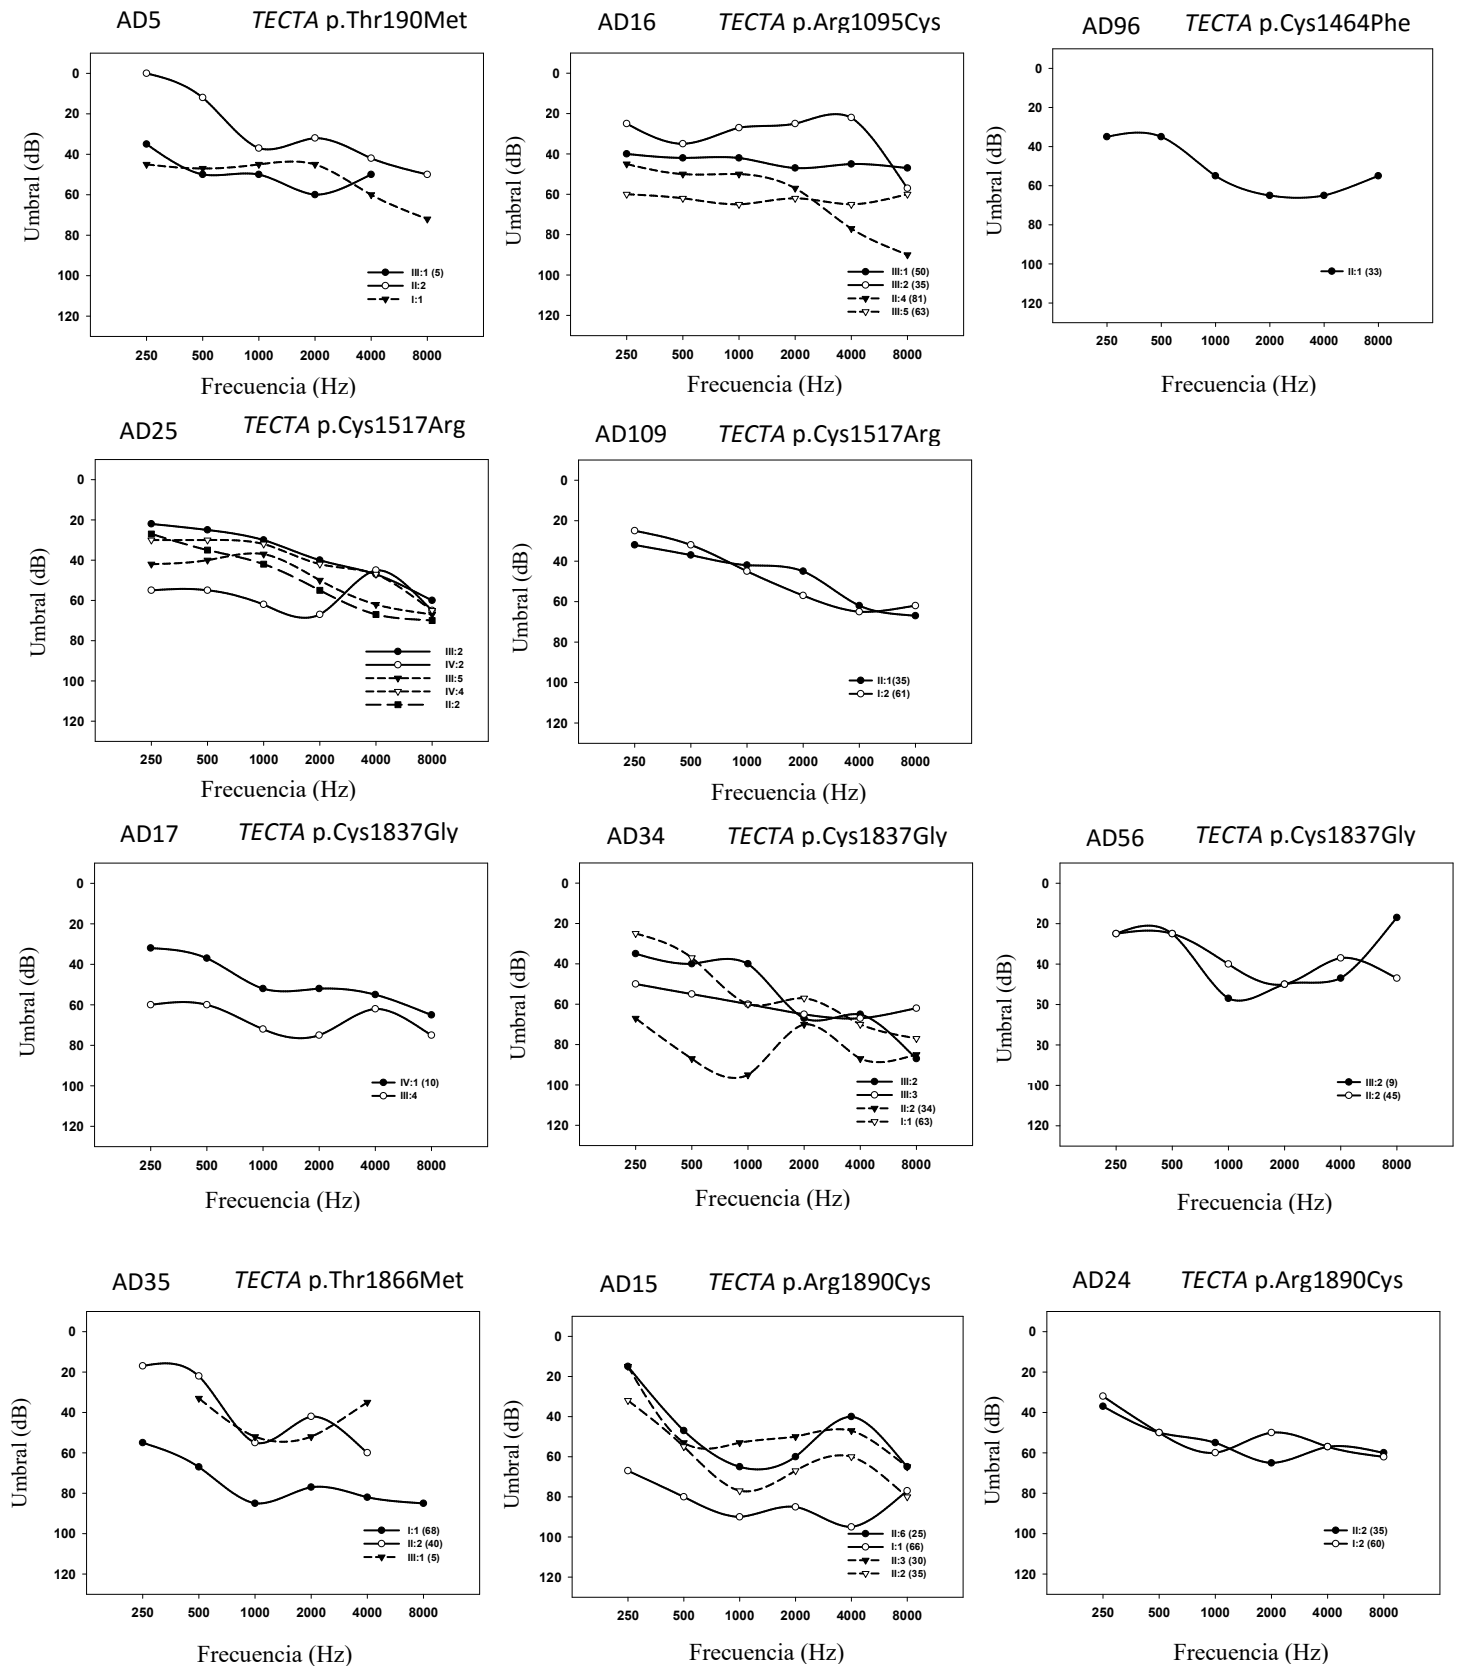 AD5 TECTA p.Thr190Met
Umbral (dB)
0
20
40
60
80
100
120
III:1 (5)
II:2
I:1
250 500 1000 2000 4000 8000
Frecuencia (Hz)
AD16 TECTA p.Arg1095Cys
Umbral (dB)
0
20
40
60
80
100
120
III:1 (50)
III:2 (35)
II:4 (81)
III:5 (63)
250 500 1000 2000 4000 8000
Frecuencia (Hz)
AD96 TECTA p.Cys1464Phe
Umbral (dB)
0
20
40
60
80
100
120
II:1 (33)
250 500 1000 2000 4000 8000
Frecuencia (Hz)
AD25 TECTA p.Cys1517Arg
Umbral (dB)
0
20
40
60
80
100
120
III:2
IV:2
III:5
IV:4
II:2
250 500 1000 2000 4000 8000
Frecuencia (Hz)
AD109 TECTA p.Cys1517Arg
Umbral (dB)
0
20
40
60
80
100
120
II:1(35)
I:2 (61)
250 500 1000 2000 4000 8000
Frecuencia (Hz)
AD17 TECTA p.Cys1837Gly
Umbral (dB)
0
20
40
60
80
100
120
IV:1 (10)
III:4
250 500 1000 2000 4000 8000
Frecuencia (Hz)
AD34 TECTA p.Cys1837Gly
Umbral (dB)
0
20
40
60
80
100
120
III:2
III:3
II:2 (34)
I:1 (63)
250 500 1000 2000 4000 8000
Frecuencia (Hz)
AD56 TECTA p.Cys1837Gly
Umbral (dB)
0
20
40
60
80
100
120
III:2 (9)
II:2 (45)
250 500 1000 2000 4000 8000
Frecuencia (Hz)
AD35 TECTA p.Thr1866Met
Umbral (dB)
0
20
40
60
80
100
120
I:1 (68)
II:2 (40)
III:1 (5)
250 500 1000 2000 4000 8000
Frecuencia (Hz)
AD15 TECTA p.Arg1890Cys
Umbral (dB)
0
20
40
60
80
100
120
II:6 (25)
I:1 (66)
II:3 (30)
II:2 (35)
250 500 1000 2000 4000 8000
Frecuencia (Hz)
AD24 TECTA p.Arg1890Cys
Umbral (dB)
0
20
40
60
80
100
120
II:2 (35)
I:2 (60)
250 500 1000 2000 4000 8000
Frecuencia (Hz)